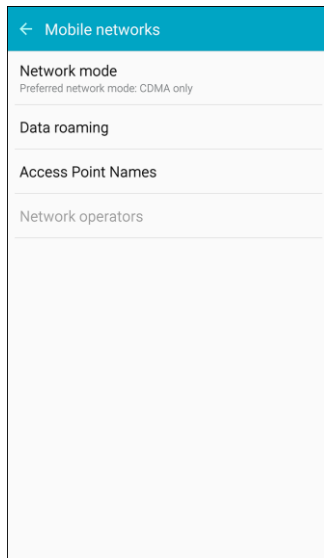 Mobile networks
Network mode
Preferred network mode: CDMA only
Data roaming
Access Point Names
Network operators